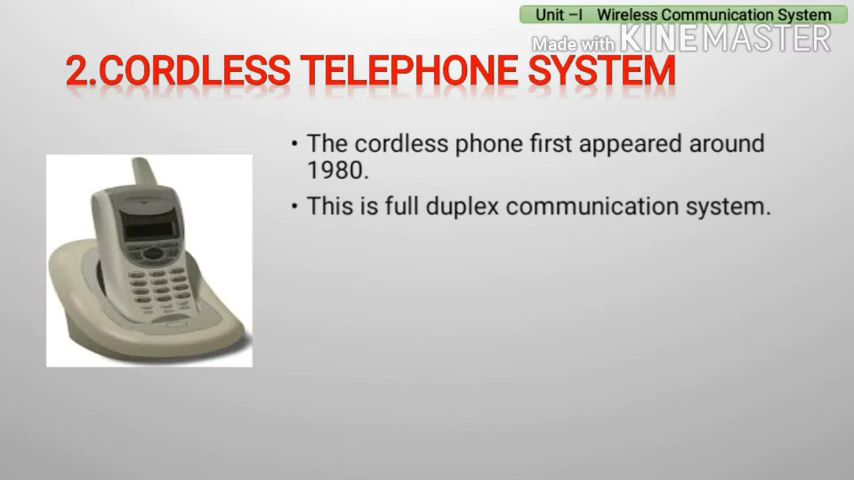 Unit –I Wireless Communication System
Made with KINEMASTER
2.CORDLESS TELEPHONE SYSTEM
• The cordless phone first appeared around
1980.
• This is full duplex communication system.